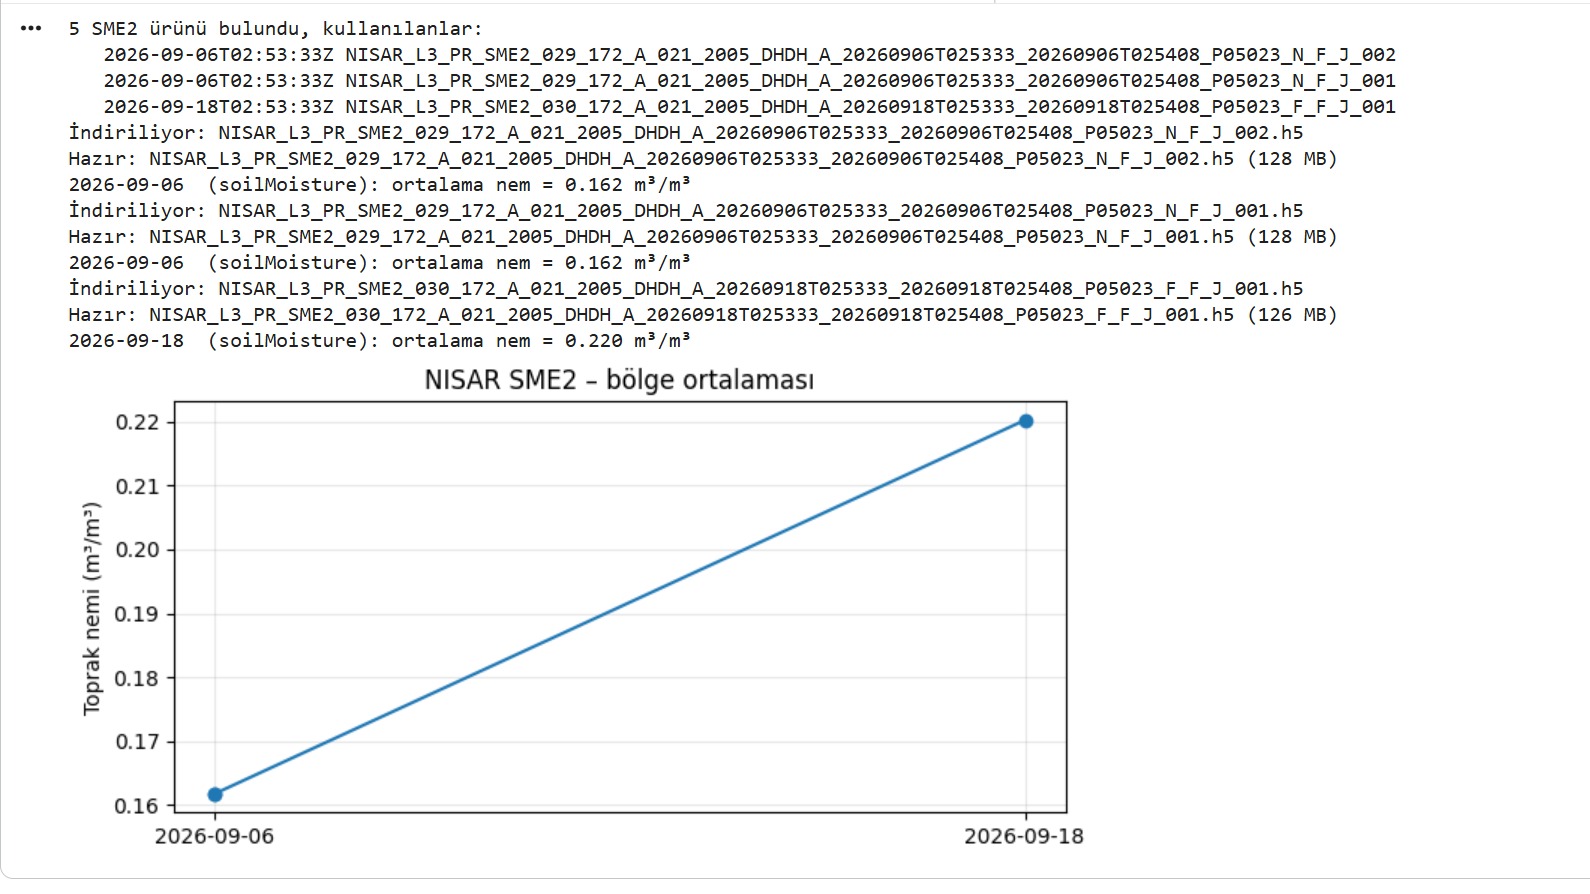 5 SME2 ürünü bulundu, kullanılanlar:
2026-09-06T02:53:33Z NISAR_L3_PR_SME2_029_172_A_021_2005_DHDH_A_20260906T025333_20260906T025408_P05023_N_F_J_002
2026-09-06T02:53:33Z NISAR_L3_PR_SME2_029_172_A_021_2005_DHDH_A_20260906T025333_20260906T025408_P05023_N_F_J_001
2026-09-18T02:53:33Z NISAR_L3_PR_SME2_030_172_A_021_2005_DHDH_A_20260918T025333_20260918T025408_P05023_F_F_J_001
İndiriliyor: NISAR_L3_PR_SME2_029_172_A_021_2005_DHDH_A_20260906T025333_20260906T025408_P05023_N_F_J_002.h5
Hazır: NISAR_L3_PR_SME2_029_172_A_021_2005_DHDH_A_20260906T025333_20260906T025408_P05023_N_F_J_002.h5 (128 MB)
2026-09-06  (soilMoisture): ortalama nem = 0.162 m³/m³
İndiriliyor: NISAR_L3_PR_SME2_029_172_A_021_2005_DHDH_A_20260906T025333_20260906T025408_P05023_N_F_J_001.h5
Hazır: NISAR_L3_PR_SME2_029_172_A_021_2005_DHDH_A_20260906T025333_20260906T025408_P05023_N_F_J_001.h5 (128 MB)
2026-09-06  (soilMoisture): ortalama nem = 0.162 m³/m³
İndiriliyor: NISAR_L3_PR_SME2_030_172_A_021_2005_DHDH_A_20260918T025333_20260918T025408_P05023_F_F_J_001.h5
Hazır: NISAR_L3_PR_SME2_030_172_A_021_2005_DHDH_A_20260918T025333_20260918T025408_P05023_F_F_J_001.h5 (126 MB)
2026-09-18  (soilMoisture): ortalama nem = 0.220 m³/m³
NISAR SME2 – bölge ortalaması
Toprak nemi (m³/m³)
0.22
0.21
0.20
0.19
0.18
0.17
0.16
2026-09-06
2026-09-18